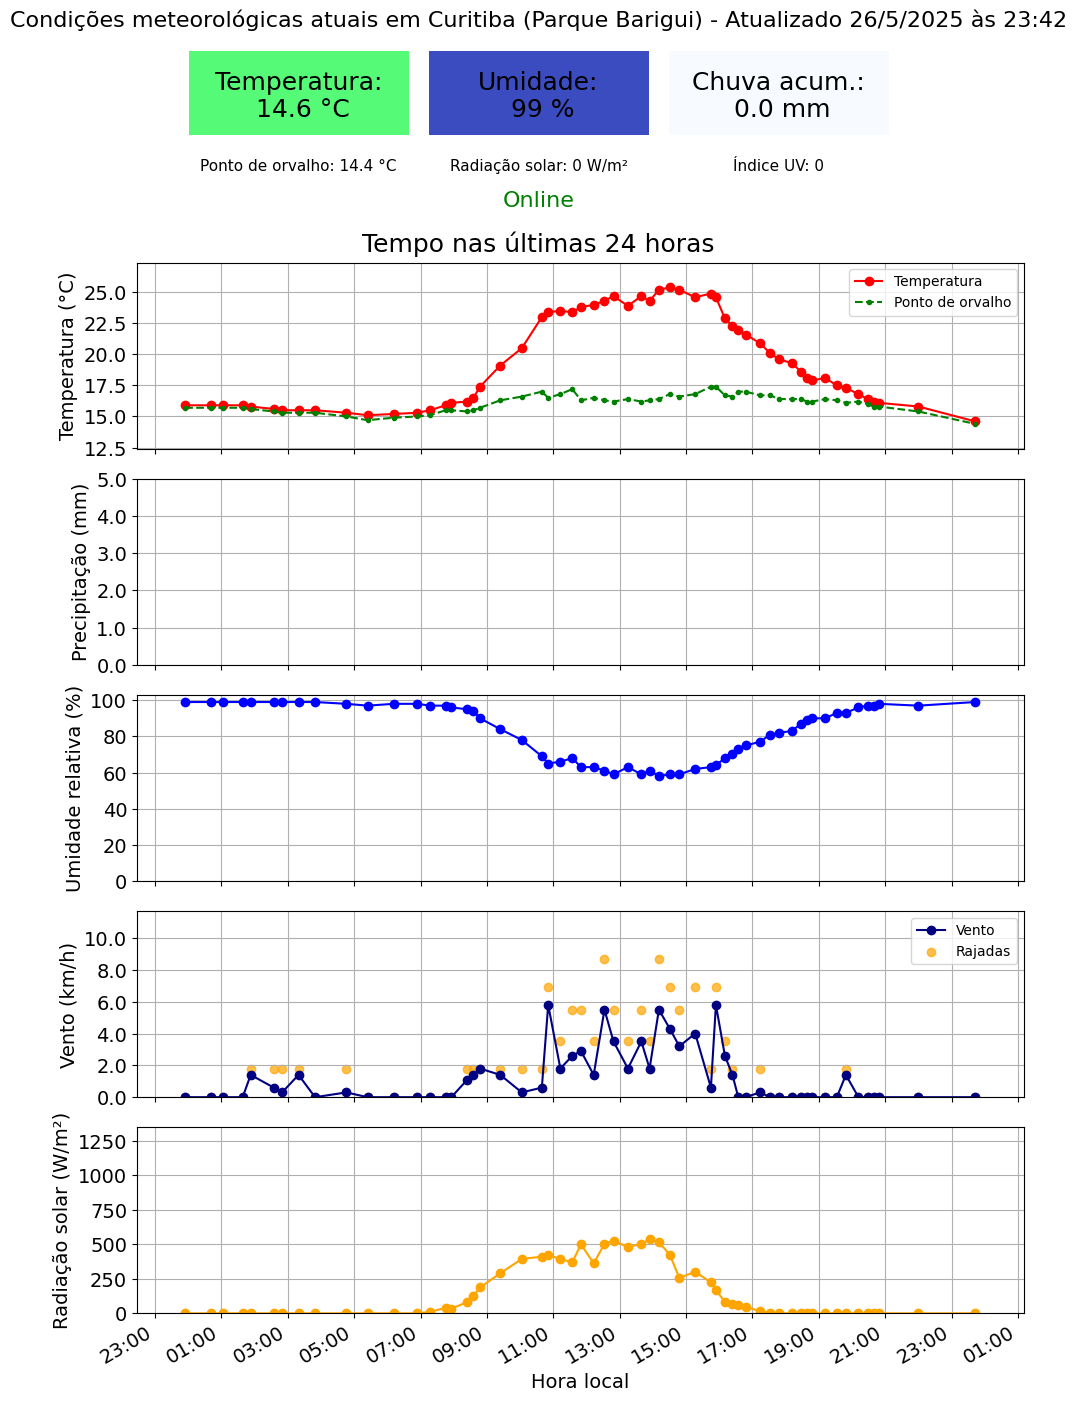 Condições meteorológicas atuais em Curitiba (Parque Barigui) - Atualizado 26/5/2025 às 23:42
Temperatura:
14.6 °C
Umidade:
99 %
Chuva acum.:
0.0 mm
Ponto de orvalho: 14.4 °C
Radiação solar: 0 W/m²
Índice UV: 0
Online
Tempo nas últimas 24 horas
Temperatura (°C)
25.0
22.5
20.0
17.5
15.0
12.5
Temperatura
Ponto de orvalho
Precipitação (mm)
5.0
4.0
3.0
2.0
1.0
0.0
Umidade relativa (%)
100
80
60
40
20
0
Vento (km/h)
10.0
8.0
6.0
4.0
2.0
0.0
Vento
Rajadas
Radiação solar (W/m²)
1250
1000
750
500
250
0
23:00
01:00
03:00
05:00
07:00
09:00
11:00
13:00
15:00
17:00
19:00
21:00
23:00
01:00
Hora local